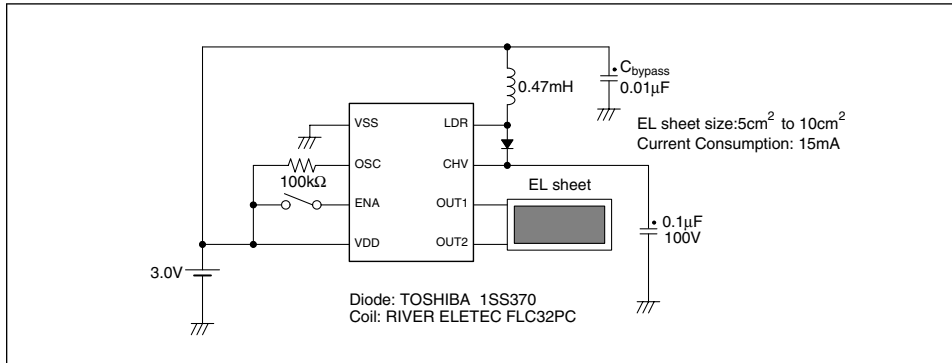 C_bypass
0.01µF
0.47mH
EL sheet size:5cm² to 10cm²
Current Consumption: 15mA
VSS
LDR
OSC
CHV
100kΩ
EL sheet
ENA
OUT1
0.1µF
100V
VDD
OUT2
3.0V
Diode: TOSHIBA 1SS370
Coil: RIVER ELETEC FLC32PC